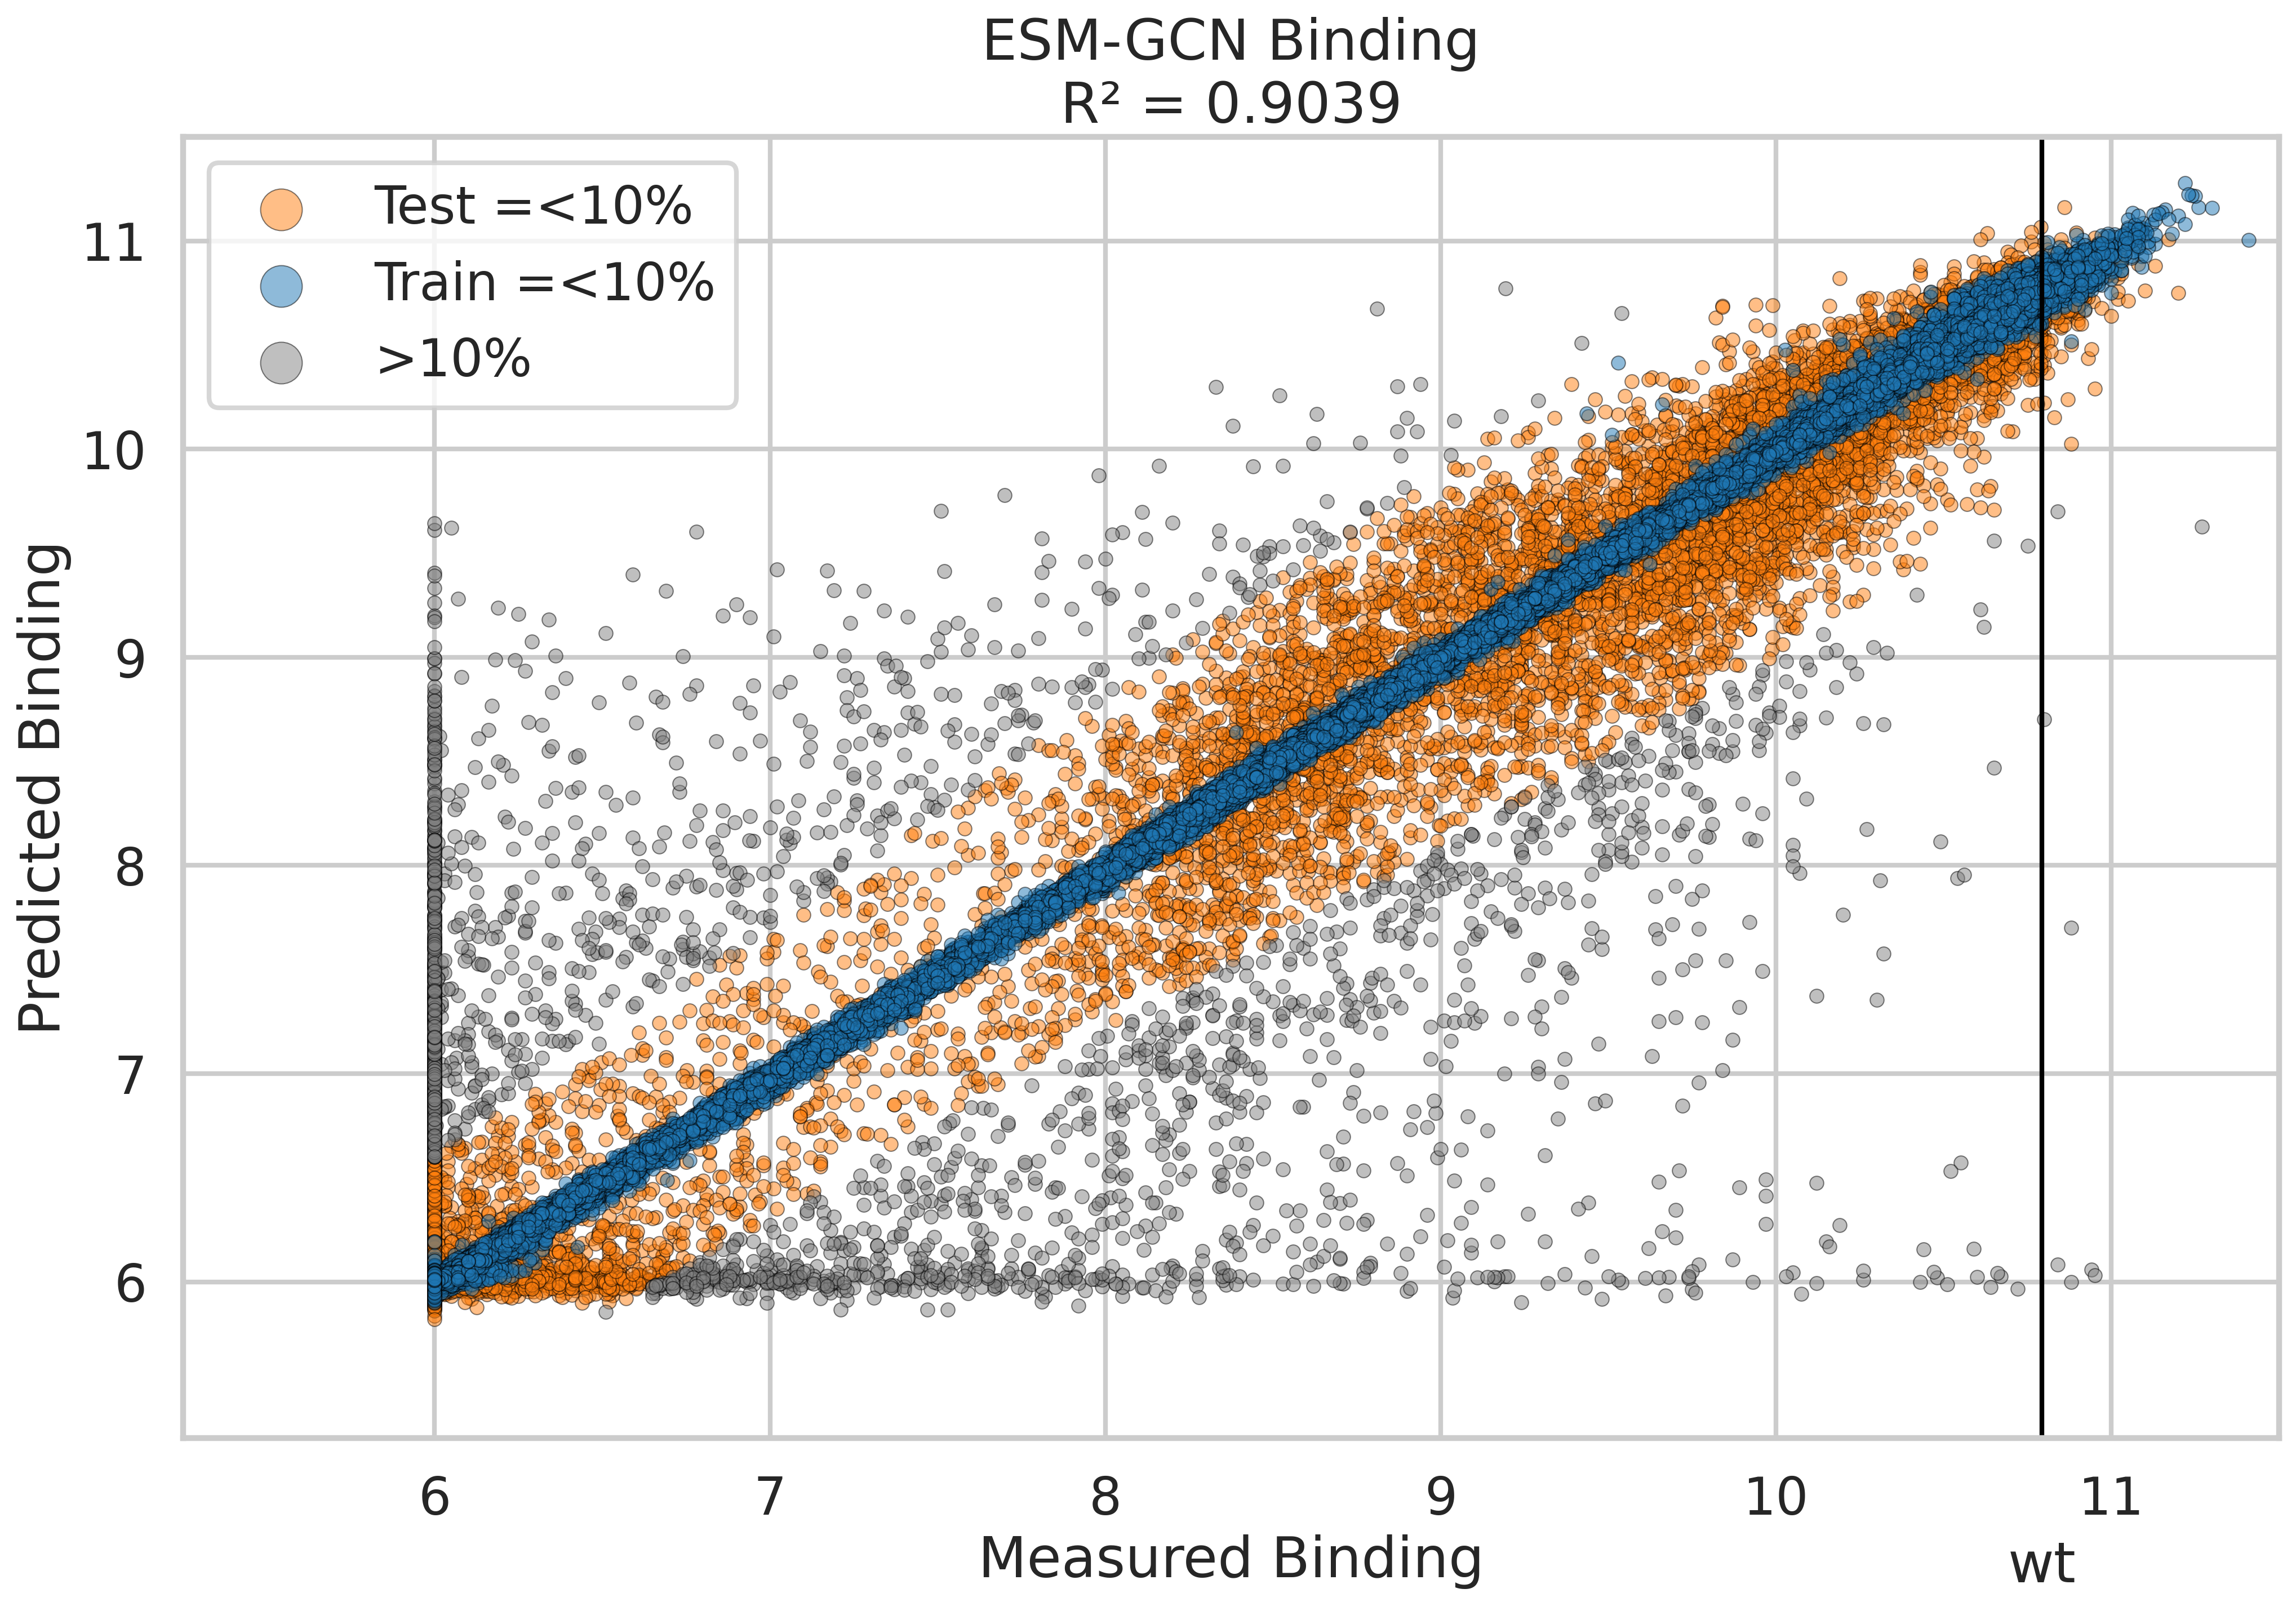 ESM-GCN Binding
R² = 0.9039
Test =<10%
Train =<10%
>10%
Predicted Binding
11
10
9
8
7
6
6 7 8 9 10 11
Measured Binding
wt